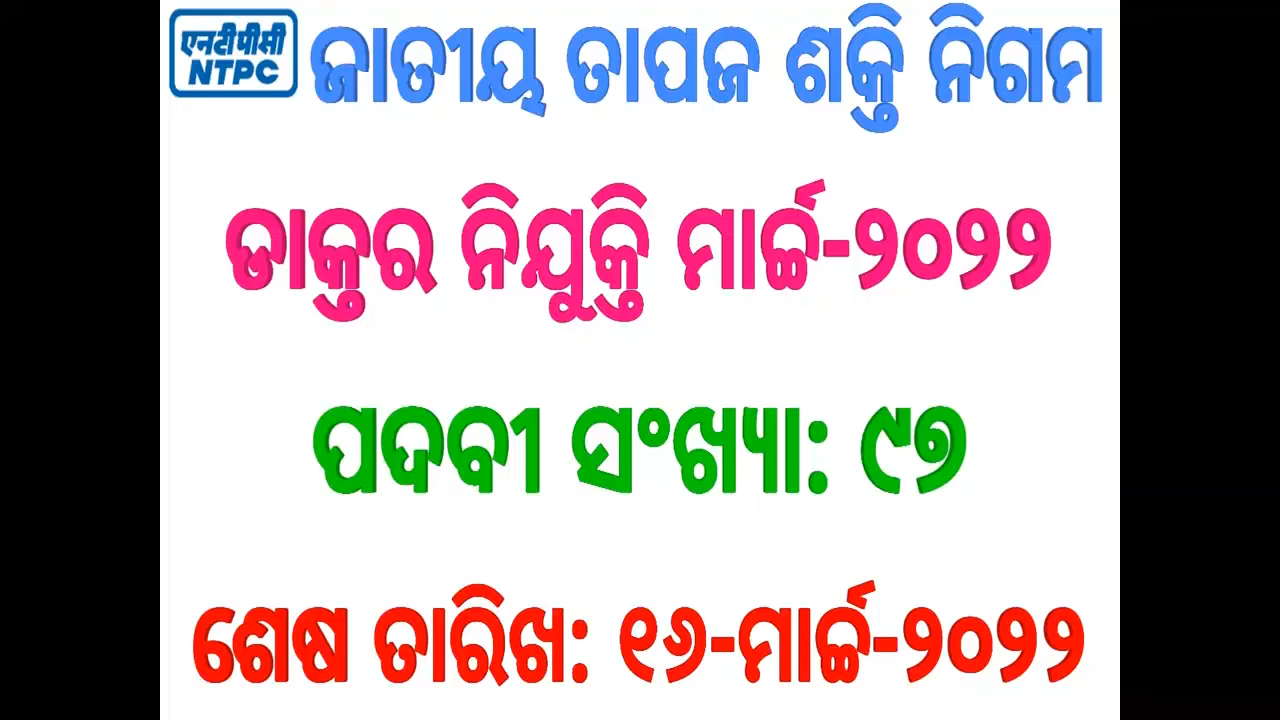 एनटीपीसी
NTPC
ଜାତୀୟ ତାପଜ ଶକ୍ତି ନିଗମ
ଡାକ୍ତର ନିଯୁକ୍ତି ମାର୍ଚ୍ଚ-୨୦୨୨
ପଦବୀ ସଂଖ୍ୟା: ୯୭
ଶେଷ ତାରିଖ: ୧୬-ମାର୍ଚ୍ଚ-୨୦୨୨